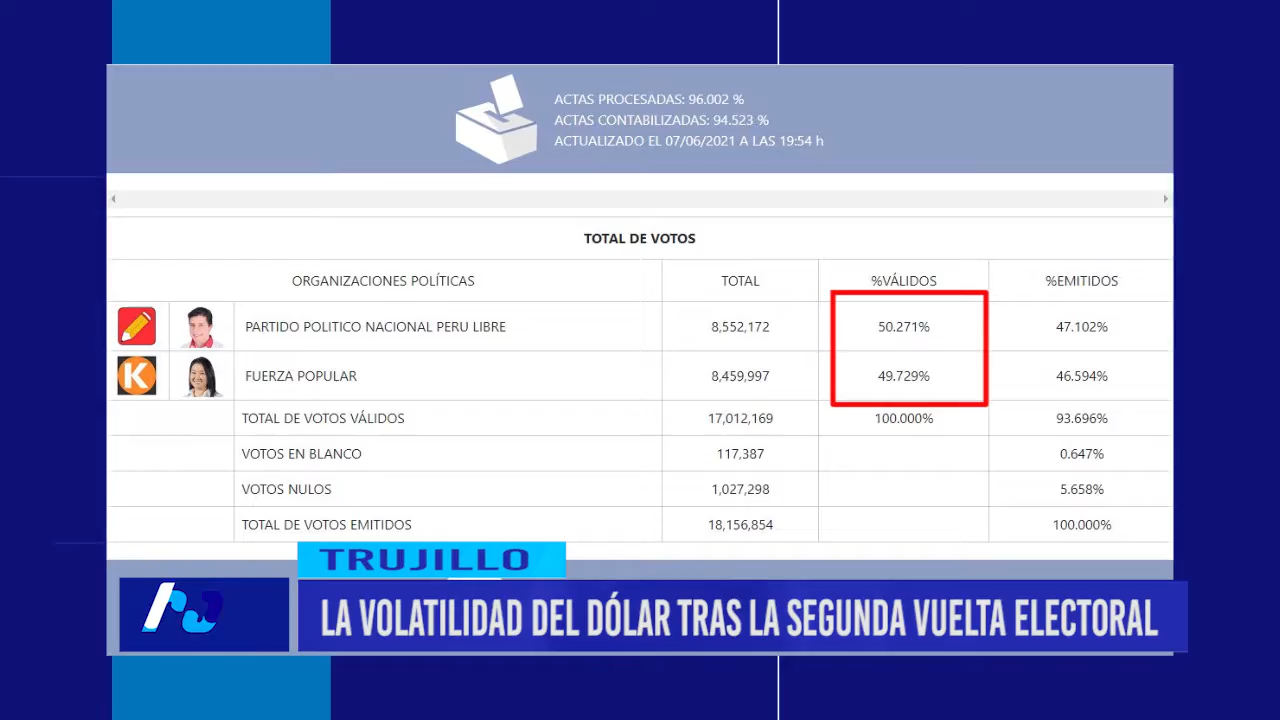 ACTAS PROCESADAS: 96.002 %
ACTAS CONTABILIZADAS: 94.523 %
ACTUALIZADO EL 07/06/2021 A LAS 19:54 h
TOTAL DE VOTOS
ORGANIZACIONES POLÍTICAS TOTAL %VÁLIDOS %EMITIDOS
PARTIDO POLITICO NACIONAL PERU LIBRE 8,552,172 50.271% 47.102%
K FUERZA POPULAR 8,459,997 49.729% 46.594%
TOTAL DE VOTOS VÁLIDOS 17,012,169 100.000% 93.696%
VOTOS EN BLANCO 117,387 0.647%
VOTOS NULOS 1,027,298 5.658%
TOTAL DE VOTOS EMITIDOS 18,156,854 100.000%
TRUJILLO
LA VOLATILIDAD DEL DÓLAR TRAS LA SEGUNDA VUELTA ELECTORAL